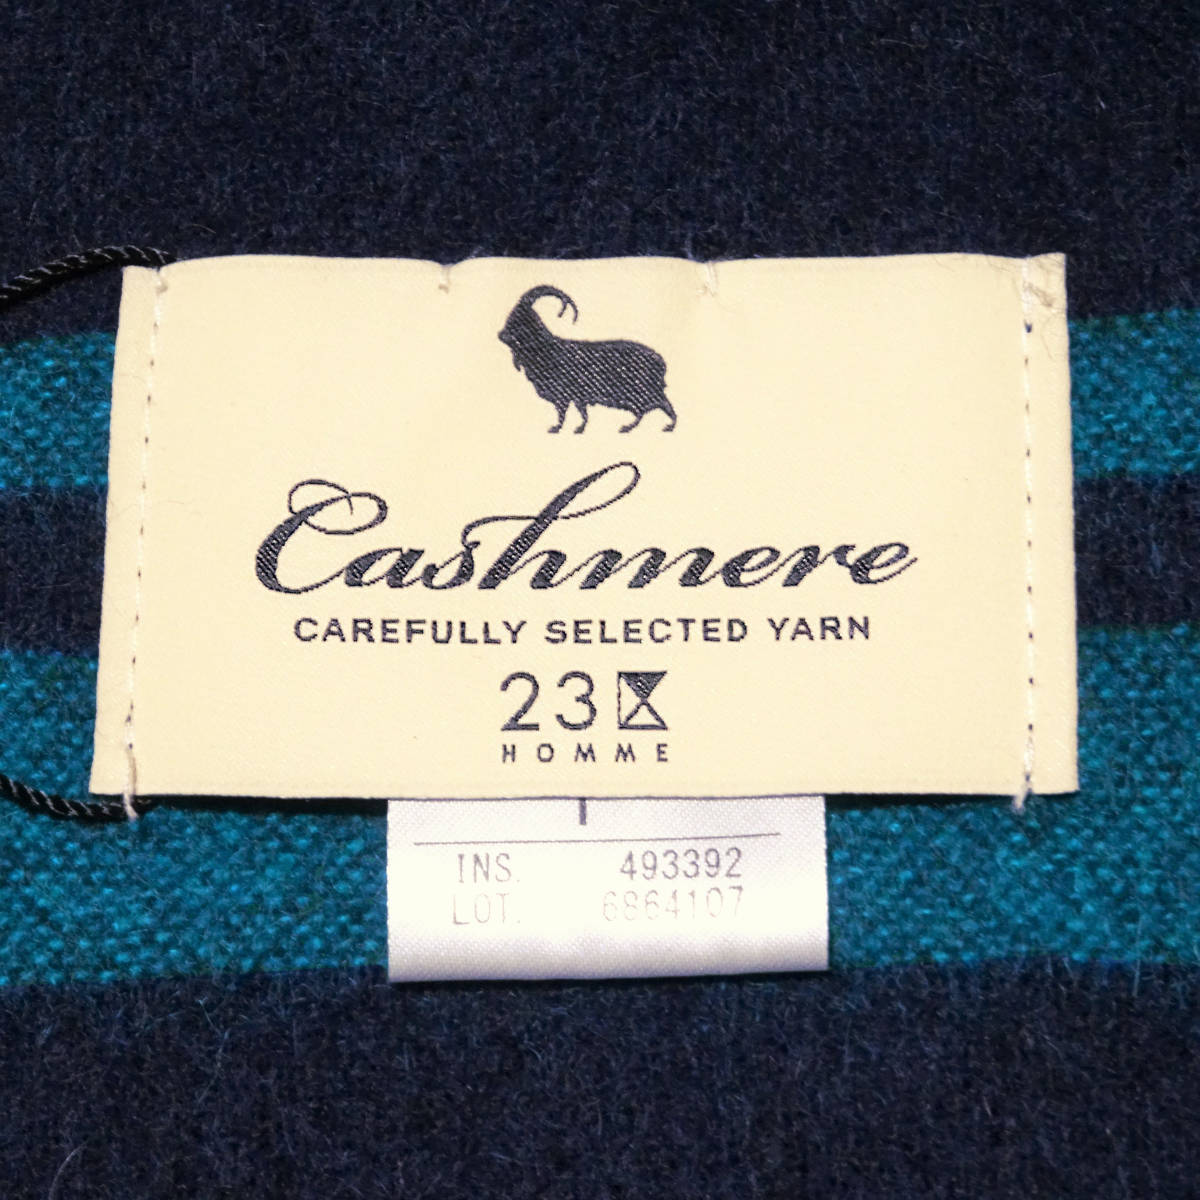 Cashmere
CAREFULLY SELECTED YARN
23区
HOMME
INS. 493392
LOT. 6864107